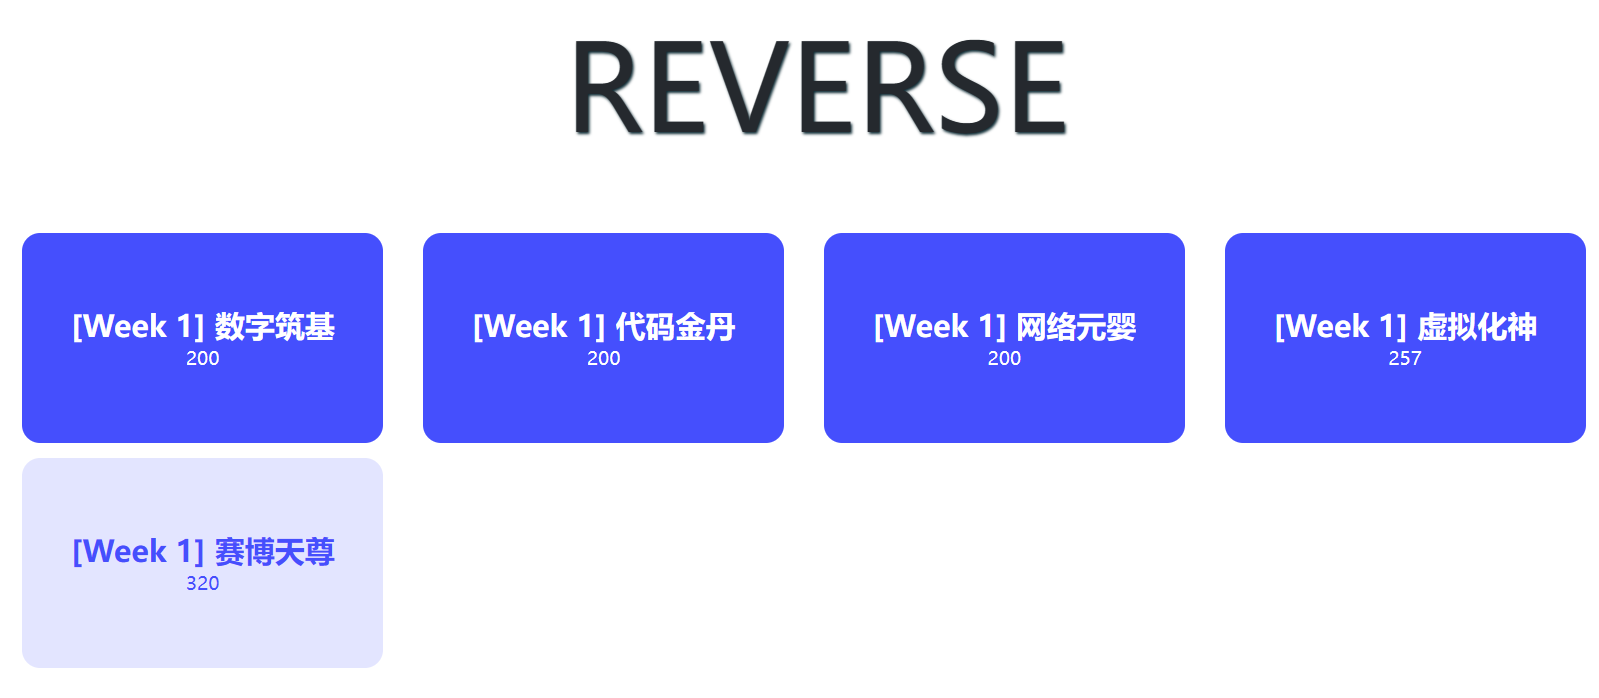 REVERSE
[Week 1] 数字筑基
200
[Week 1] 代码金丹
200
[Week 1] 网络元婴
200
[Week 1] 虚拟化神
257
[Week 1] 赛博天尊
320